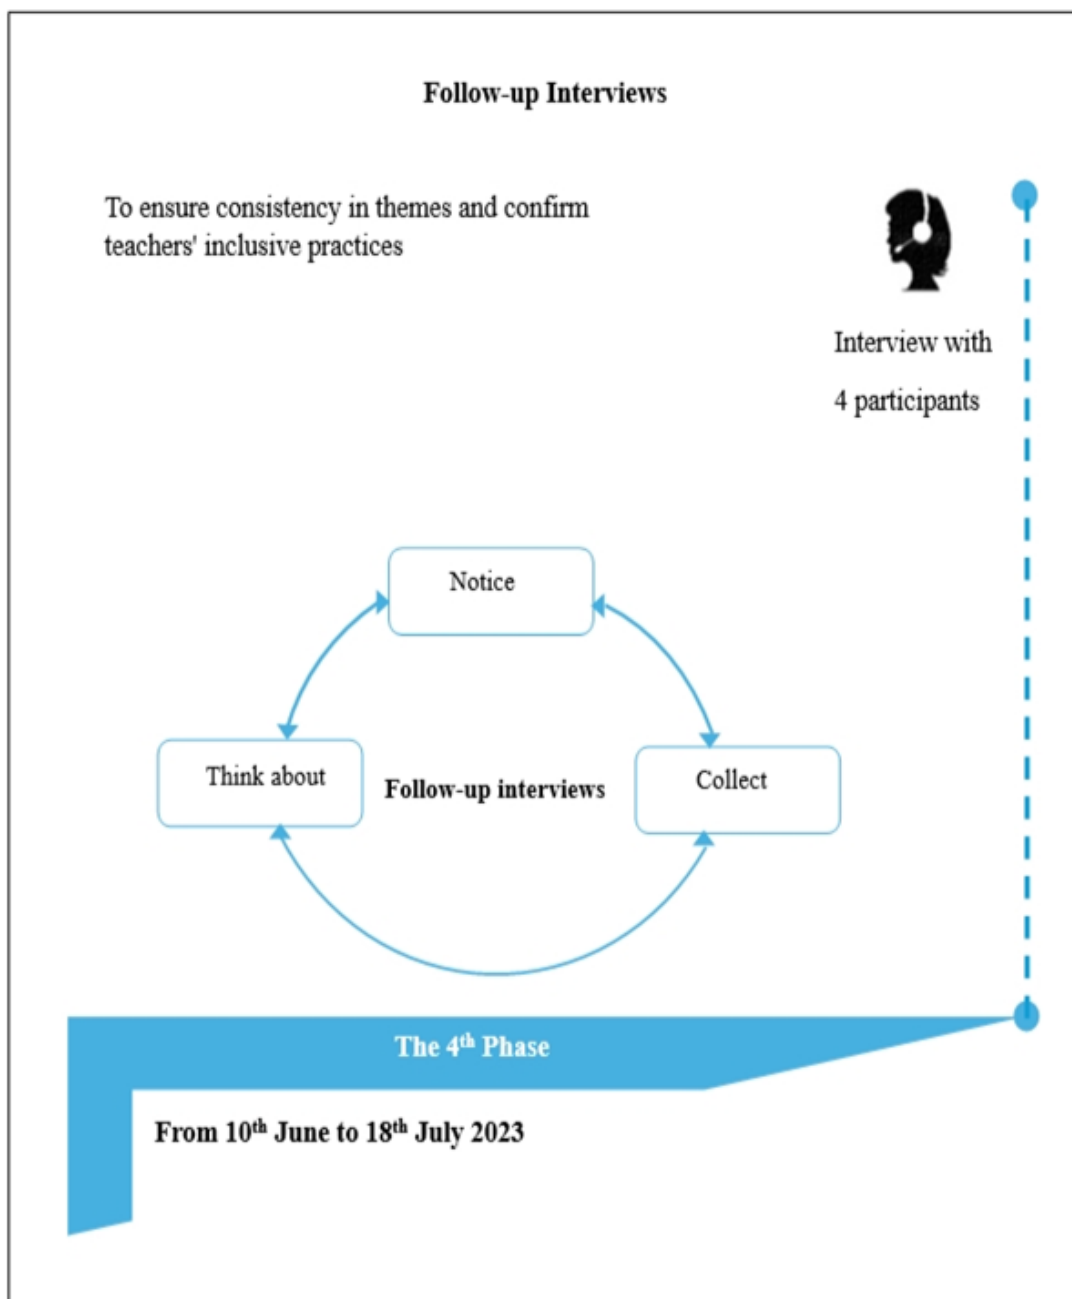 Follow-up Interviews
To ensure consistency in themes and confirm
teachers' inclusive practices
Interview with
4 participants
Notice
Think about
Follow-up interviews
Collect
The 4th Phase
From 10th June to 18th July 2023